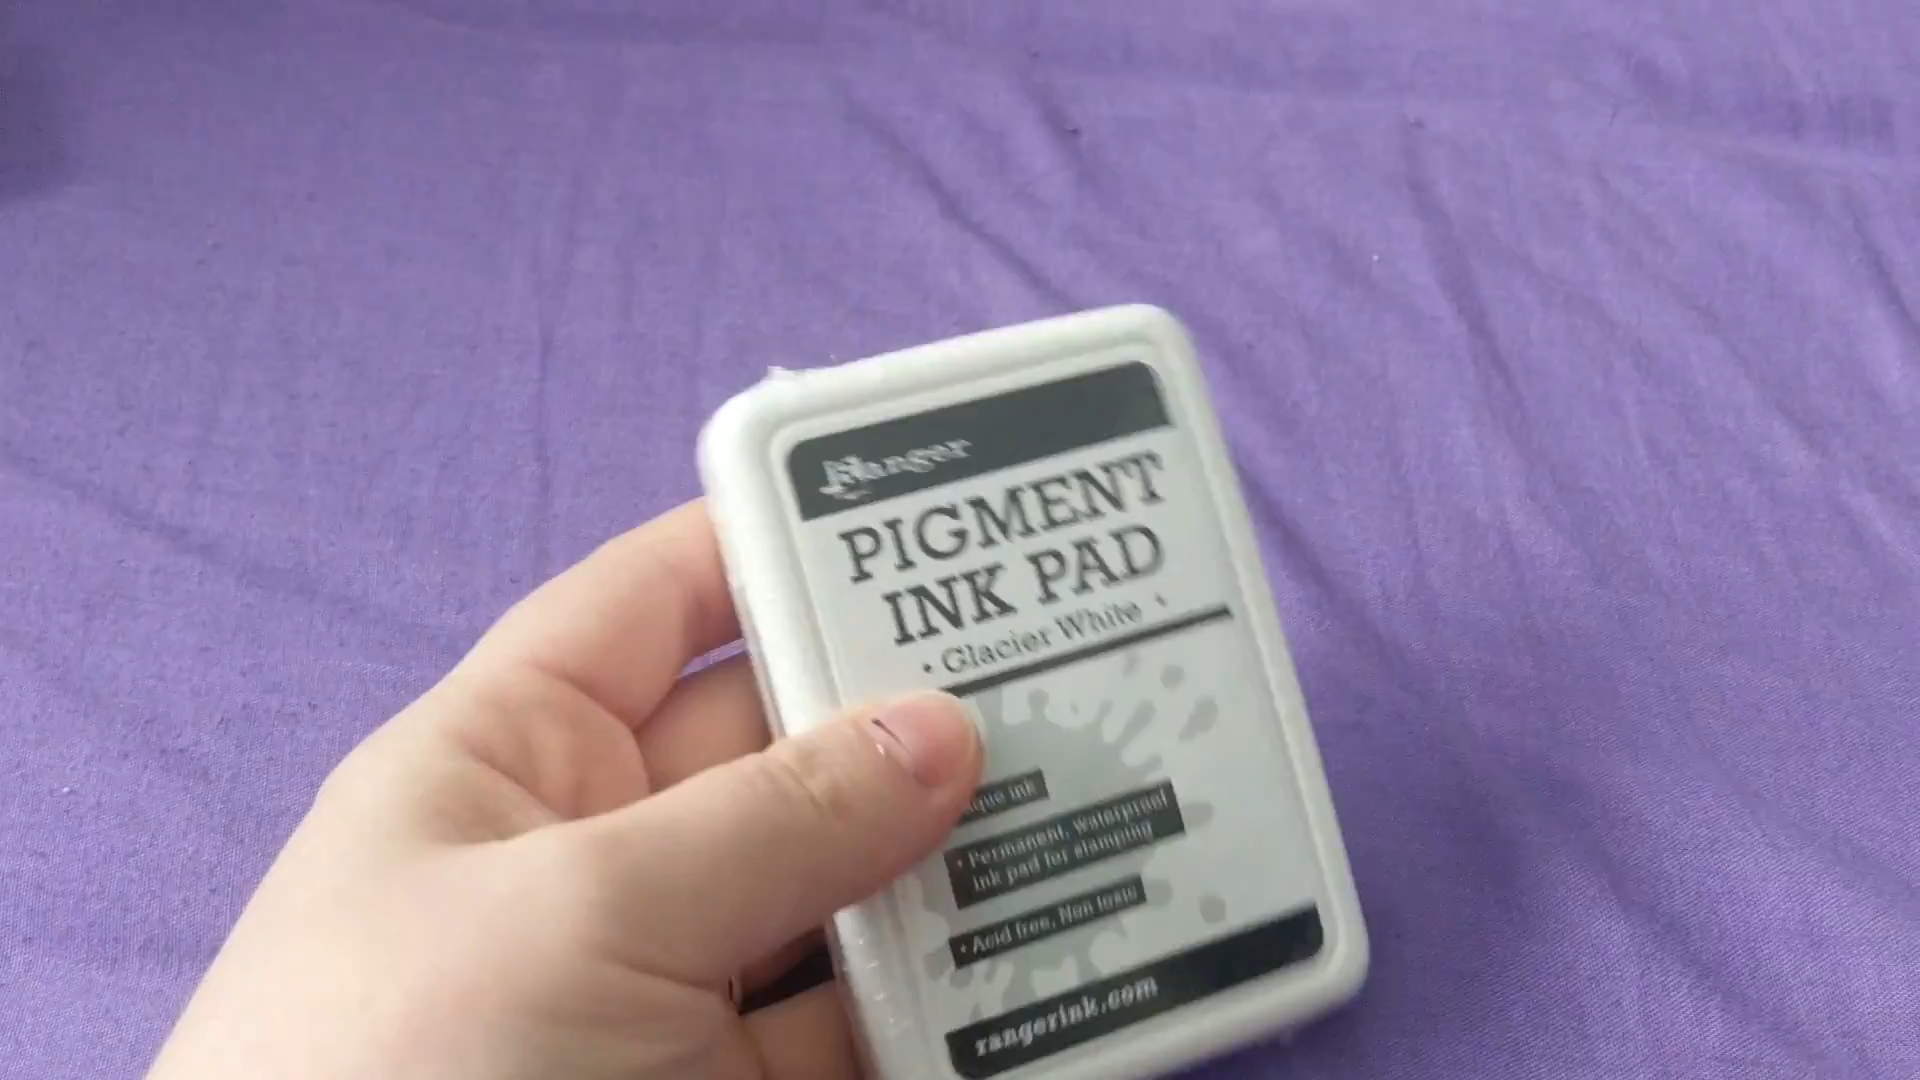 Ranger
PIGMENT
INK PAD
• Glacier White •
ink
• Permanent, waterproof
ink pad for stamping
• Acid free, Non toxic
rangerink.com